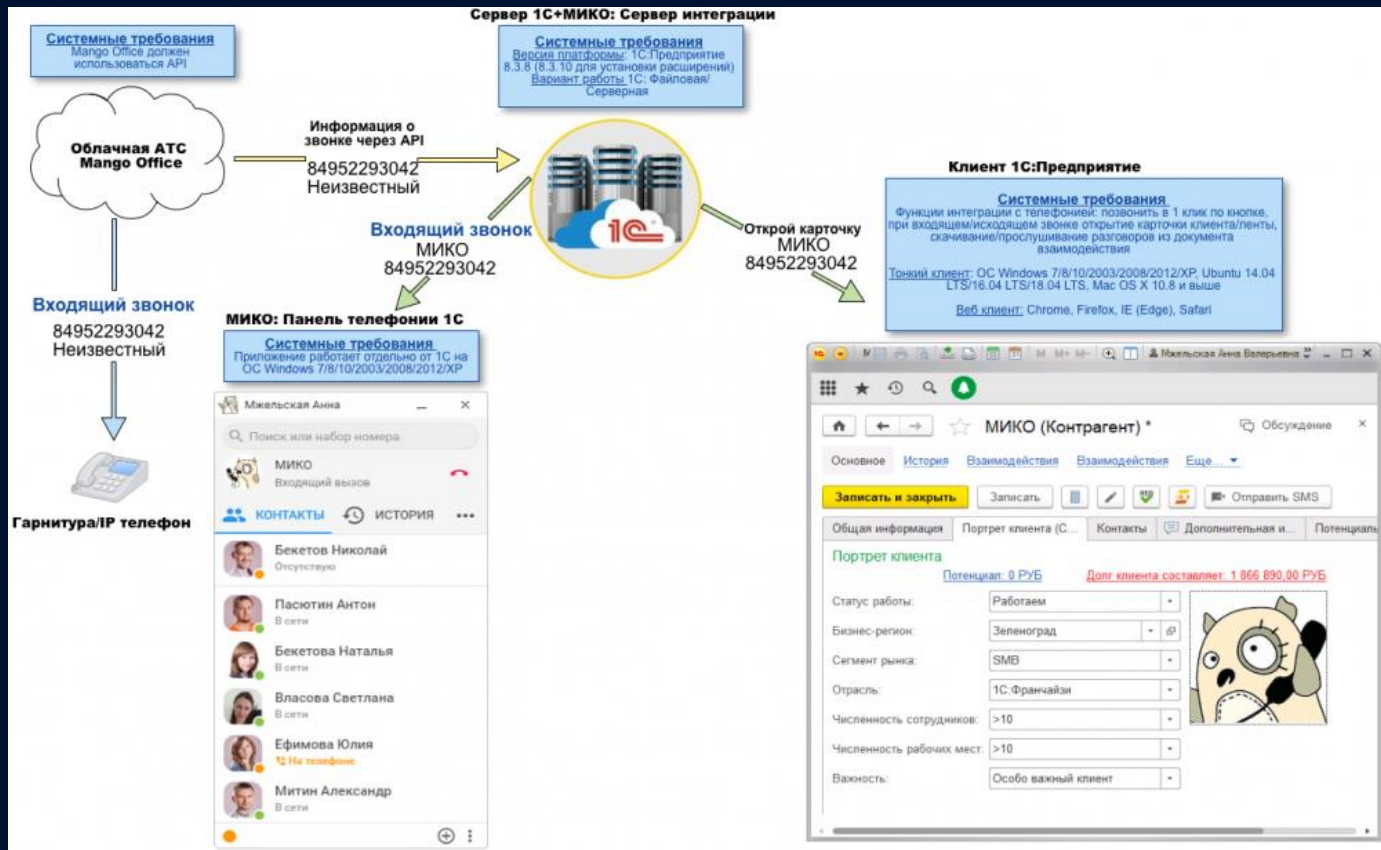 Сервер 1С+МИКО: Сервер интеграции
Системные требования
Mango Office должен
использоваться API
Системные требования
Версия платформы: 1С:Предприятие
8.3.8 (8.3.10 для установки расширений)
Вариант работы 1С: Файловая/
Серверная
Облачная АТС
Mango Office
Информация о
звонке через API
84952293042
Неизвестный
1С
Входящий звонок
МИКО
84952293042
Открой карточку
МИКО
84952293042
Клиент 1С:Предприятие
Системные требования
Функции интеграции с телефонией: позвонить в 1 клик по кнопке,
при входящем/исходящем звонке открытие карточки клиента/ленты,
скачивание/прослушивание разговоров из документа
взаимодействия
Тонкий клиент: ОС Windows 7/8/10/2003/2008/2012/XP, Ubuntu 14.04
LTS/16.04 LTS/18.04 LTS, Mac OS X 10.8 и выше
Веб клиент: Chrome, Firefox, IE (Edge), Safari
Входящий звонок
84952293042
Неизвестный
Гарнитура/IP телефон
МИКО: Панель телефонии 1С
Системные требования
Приложение работает отдельно от 1С на
ОС Windows 7/8/10/2003/2008/2012/XP
Мжельская Анна
Поиск или набор номера
МИКО
Входящий вызов
КОНТАКТЫ
ИСТОРИЯ
Бекетов Николай
Отсутствую
Пасютин Антон
В сети
Бекетова Наталья
В сети
Власова Светлана
В сети
Ефимова Юлия
На телефоне
Митин Александр
В сети
M M+ M- Мжельская Анна Валерьевна
МИКО (Контрагент) *
Обсуждение
Основное История Взаимодействия Взаимодействия Еще...
Записать и закрыть Записать Отправить SMS
Общая информация Портрет клиента (С... Контакты Дополнительная и... Потенциаль
Портрет клиента
Потенциал: 0 РУБ Долг клиента составляет: 1 866 890,00 РУБ
Статус работы: Работаем
Бизнес-регион: Зеленоград
Сегмент рынка: SMB
Отрасль: 1С:Франчайзи
Численность сотрудников: >10
Численность рабочих мест: >10
Важность: Особо важный клиент